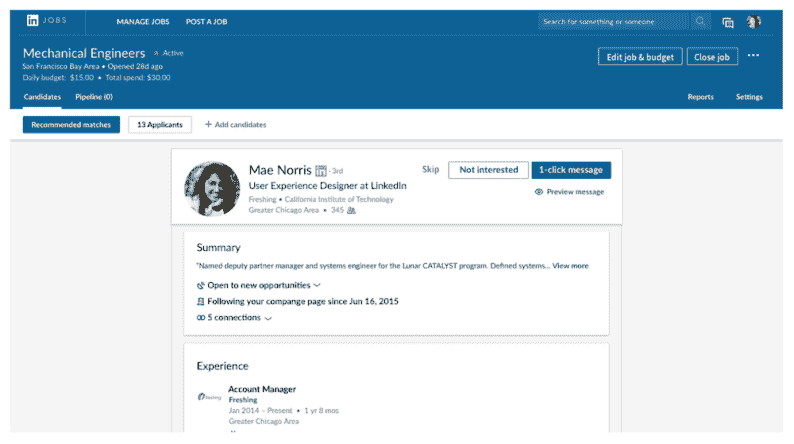 in JOBS MANAGE JOBS POST A JOB Search for something or someone
Mechanical Engineers Active
San Francisco Bay Area • Opened 28d ago
Daily budget: $15.00 • Total spend: $30.00
Edit job & budget Close job
Candidates Pipeline (0) Reports Settings
Recommended matches 13 Applicants + Add candidates
Mae Norris • 3rd
User Experience Designer at LinkedIn
Freshing • California Institute of Technology
Greater Chicago Area • 345
Skip Not interested 1-click message
Preview message
Summary
"Named deputy partner manager and systems engineer for the Lunar CATALYST program. Defined systems... View more
Open to new opportunities
Following your compange page since Jun 16, 2015
5 connections
Experience
Account Manager
Freshing
Jan 2014 – Present • 1 yr 8 mos
Greater Chicago Area